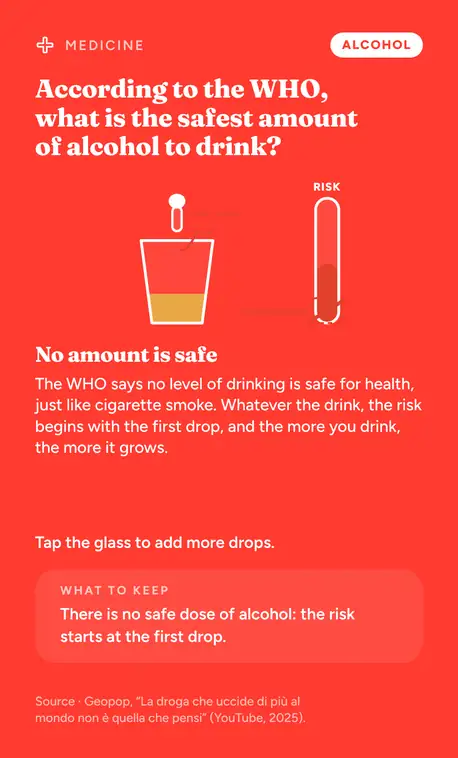 MEDICINE
ALCOHOL
According to the WHO,
what is the safest amount
of alcohol to drink?
RISK
No amount is safe
The WHO says no level of drinking is safe for health,
just like cigarette smoke. Whatever the drink, the risk
begins with the first drop, and the more you drink,
the more it grows.
Tap the glass to add more drops.
WHAT TO KEEP
There is no safe dose of alcohol: the risk
starts at the first drop.
Source · Geopop, “La droga che uccide di più al
mondo non è quella che pensi” (YouTube, 2025).